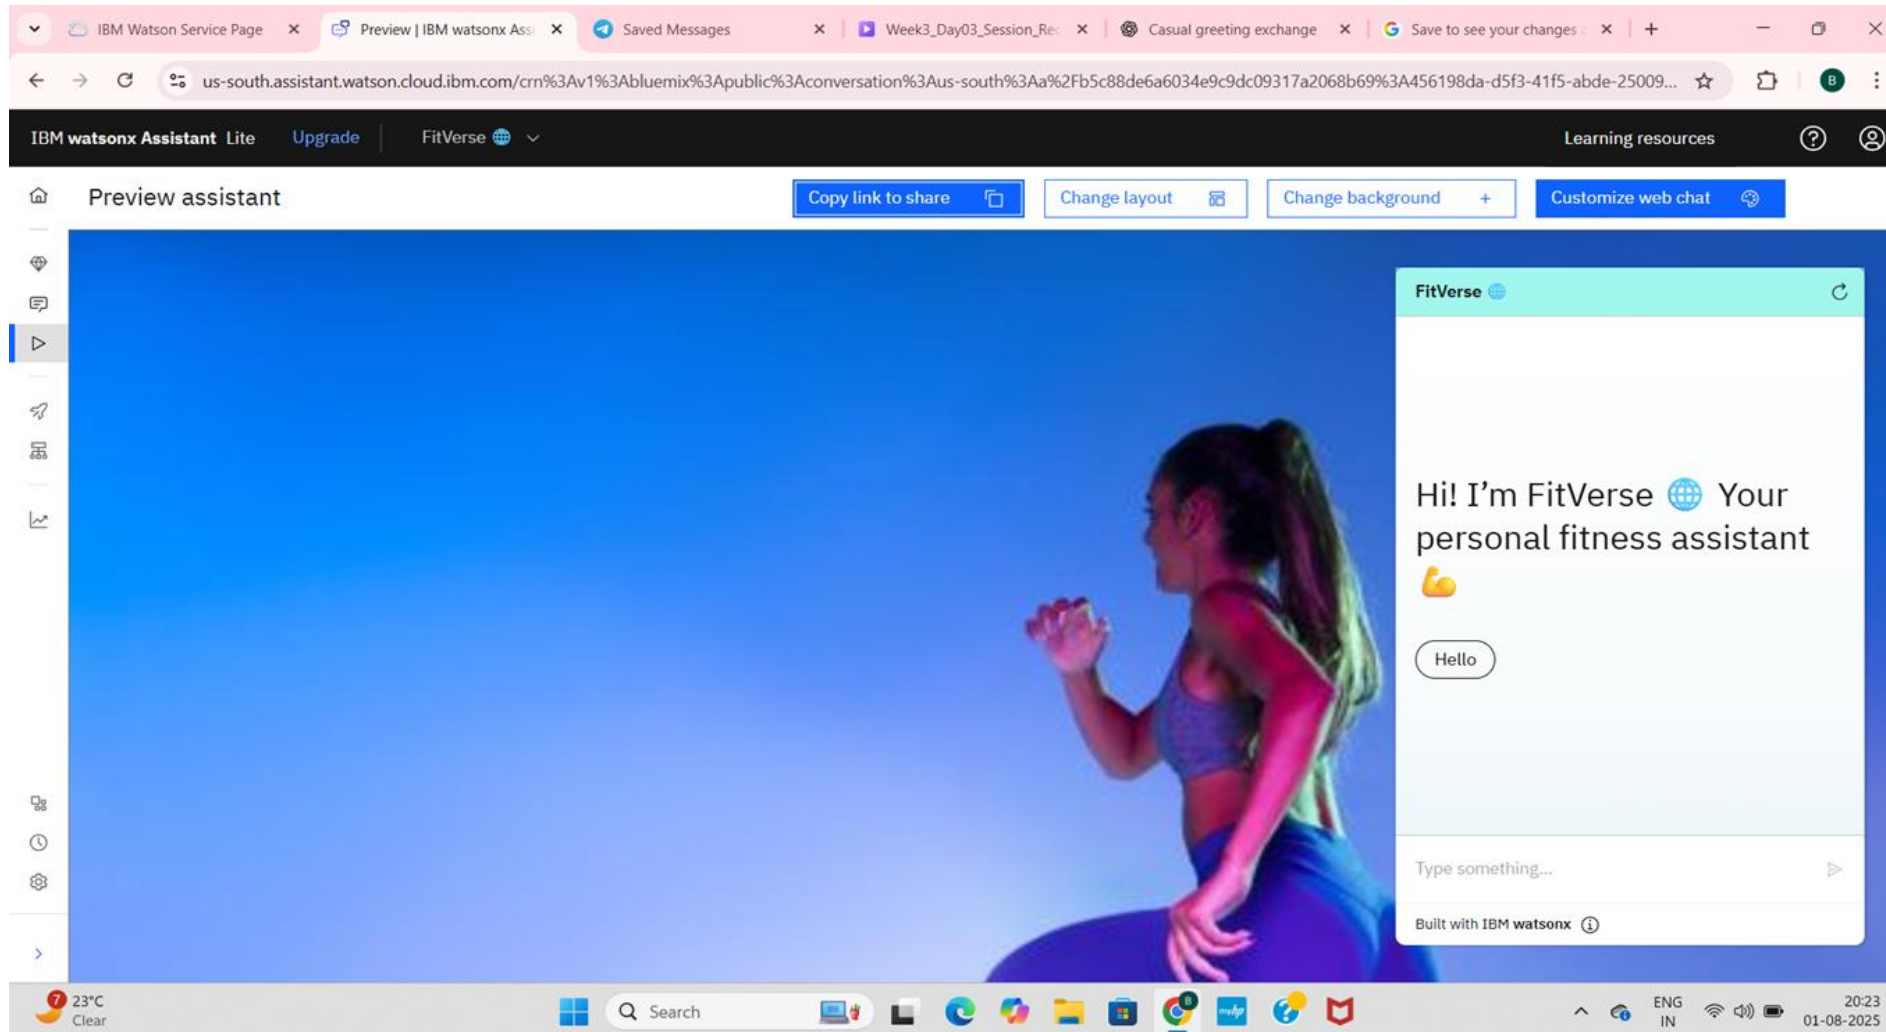 IBM Watson Service Page
Preview | IBM watsonx Assi
Saved Messages
Week3_Day03_Session_Rec
Casual greeting exchange
Save to see your changes
us-south.assistant.watson.cloud.ibm.com/crn%3Av1%3Abluemix%3Apublic%3Aconversation%3Aus-south%3Aa%2Fb5c88de6a6034e9c9dc09317a2068b69%3A456198da-d5f3-41f5-abde-25009...
B
IBM watsonx Assistant Lite Upgrade FitVerse 🌐 Learning resources
Preview assistant Copy link to share Change layout Change background + Customize web chat
FitVerse 🌐
Hi! I'm FitVerse 🌐 Your
personal fitness assistant
💪
Hello
Type something...
Built with IBM watsonx
7
23°C
Clear
Search
B
myhp
ENG
IN
20:23
01-08-2025